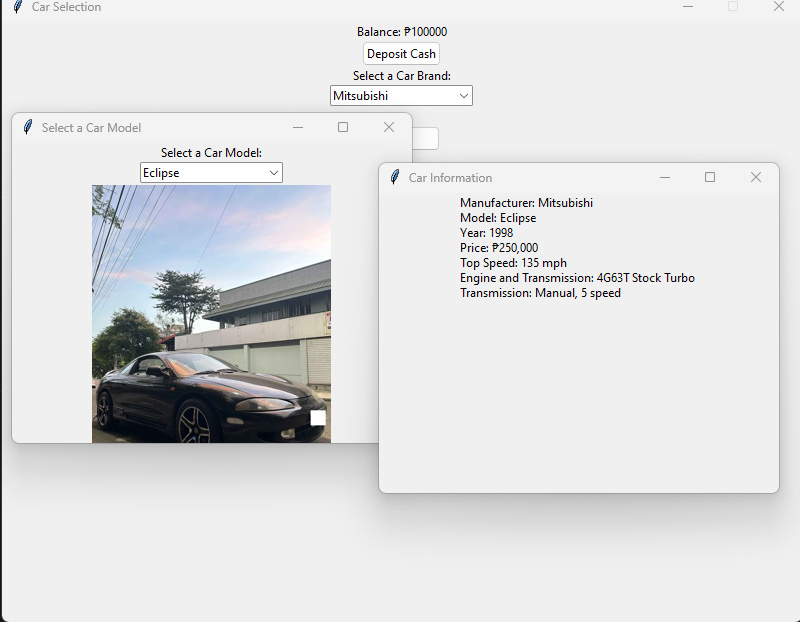 Car Selection
Balance: ₱100000
Deposit Cash
Select a Car Brand:
Mitsubishi
Select a Car Model
Select a Car Model:
Eclipse
Car Information
Manufacturer: Mitsubishi
Model: Eclipse
Year: 1998
Price: ₱250,000
Top Speed: 135 mph
Engine and Transmission: 4G63T Stock Turbo
Transmission: Manual, 5 speed